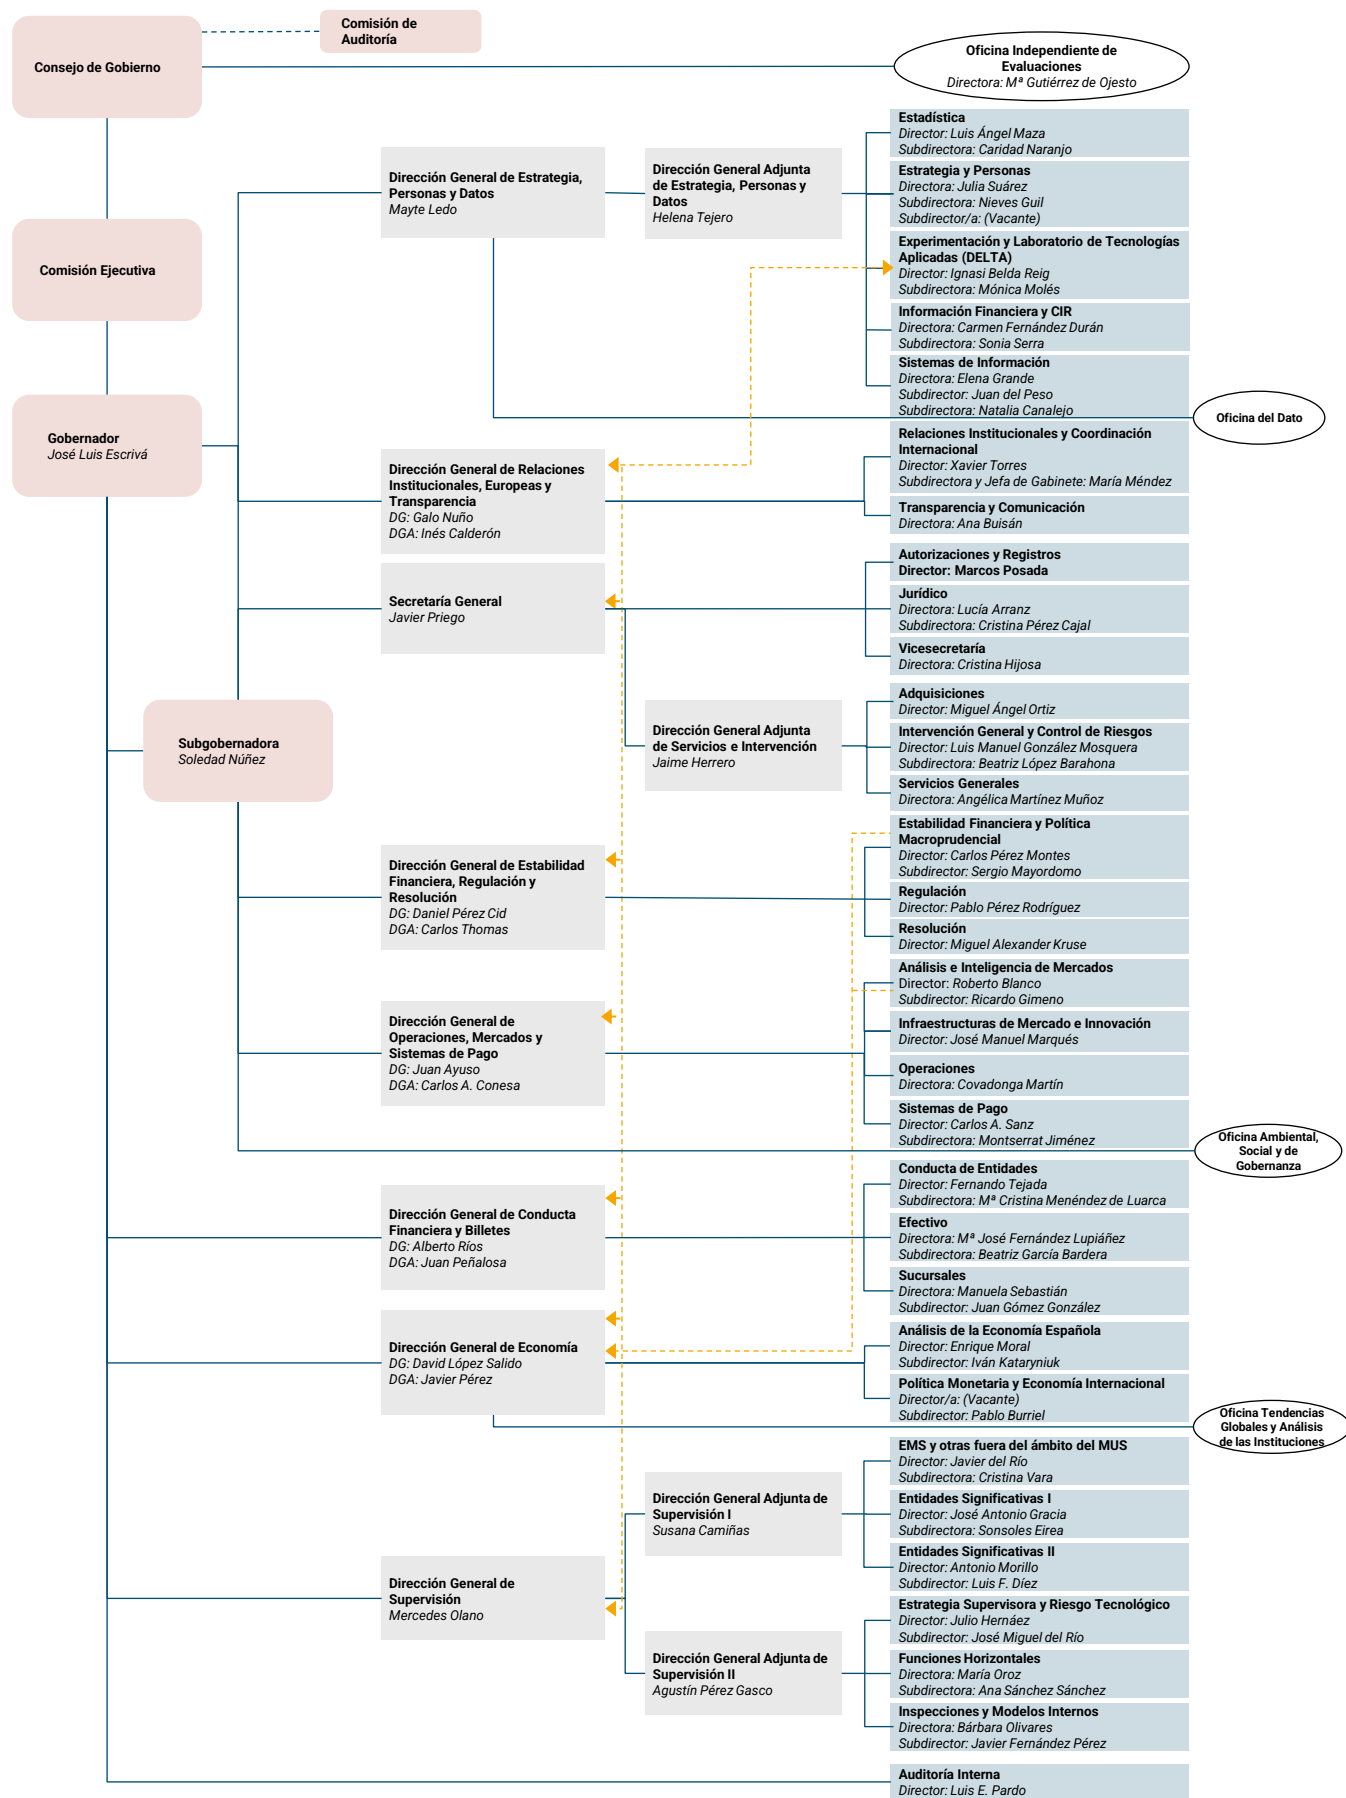 Comisión de
Auditoría
Consejo de Gobierno
Oficina Independiente de
Evaluaciones
Directora: Mª Gutiérrez de Ojesto
Comisión Ejecutiva
Gobernador
José Luis Escrivá
Subgobernadora
Soledad Núñez
Dirección General de Estrategia,
Personas y Datos
Mayte Ledo
Dirección General Adjunta
de Estrategia, Personas y
Datos
Helena Tejero
Estadística
Director: Luis Ángel Maza
Subdirectora: Caridad Naranjo
Estrategia y Personas
Directora: Julia Suárez
Subdirectora: Nieves Guil
Subdirector/a: (Vacante)
Experimentación y Laboratorio de Tecnologías
Aplicadas (DELTA)
Director: Ignasi Belda Reig
Subdirectora: Mónica Molés
Información Financiera y CIR
Directora: Carmen Fernández Durán
Subdirectora: Sonia Serra
Sistemas de Información
Directora: Elena Grande
Subdirector: Juan del Peso
Subdirectora: Natalia Canalejo
Oficina del Dato
Dirección General de Relaciones
Institucionales, Europeas y
Transparencia
DG: Galo Nuño
DGA: Inés Calderón
Relaciones Institucionales y Coordinación
Internacional
Director: Xavier Torres
Subdirectora y Jefa de Gabinete: María Méndez
Transparencia y Comunicación
Directora: Ana Buisán
Secretaría General
Javier Priego
Autorizaciones y Registros
Director: Marcos Posada
Jurídico
Directora: Lucía Arranz
Subdirectora: Cristina Pérez Cajal
Vicesecretaría
Directora: Cristina Hijosa
Dirección General Adjunta
de Servicios e Intervención
Jaime Herrero
Adquisiciones
Director: Miguel Ángel Ortiz
Intervención General y Control de Riesgos
Director: Luis Manuel González Mosquera
Subdirectora: Beatriz López Barahona
Servicios Generales
Directora: Angélica Martínez Muñoz
Dirección General de Estabilidad
Financiera, Regulación y
Resolución
DG: Daniel Pérez Cid
DGA: Carlos Thomas
Estabilidad Financiera y Política
Macroprudencial
Director: Carlos Pérez Montes
Subdirector: Sergio Mayordomo
Regulación
Director: Pablo Pérez Rodríguez
Resolución
Director: Miguel Alexander Kruse
Dirección General de
Operaciones, Mercados y
Sistemas de Pago
DG: Juan Ayuso
DGA: Carlos A. Conesa
Análisis e Inteligencia de Mercados
Director: Roberto Blanco
Subdirector: Ricardo Gimeno
Infraestructuras de Mercado e Innovación
Director: José Manuel Marqués
Operaciones
Directora: Covadonga Martín
Sistemas de Pago
Director: Carlos A. Sanz
Subdirectora: Montserrat Jiménez
Oficina Ambiental,
Social y de
Gobernanza
Dirección General de Conducta
Financiera y Billetes
DG: Alberto Ríos
DGA: Juan Peñalosa
Conducta de Entidades
Director: Fernando Tejada
Subdirectora: Mª Cristina Menéndez de Luarca
Efectivo
Directora: Mª José Fernández Lupiáñez
Subdirectora: Beatriz García Bardera
Sucursales
Directora: Manuela Sebastián
Subdirector: Juan Gómez González
Dirección General de Economía
DG: David López Salido
DGA: Javier Pérez
Análisis de la Economía Española
Director: Enrique Moral
Subdirector: Iván Kataryniuk
Política Monetaria y Economía Internacional
Director/a: (Vacante)
Subdirector: Pablo Burriel
Oficina Tendencias
Globales y Análisis
de las Instituciones
Dirección General de
Supervisión
Mercedes Olano
Dirección General Adjunta de
Supervisión I
Susana Camiñas
EMS y otras fuera del ámbito del MUS
Director: Javier del Río
Subdirectora: Cristina Vara
Entidades Significativas I
Director: José Antonio Gracia
Subdirectora: Sonsoles Eirea
Entidades Significativas II
Director: Antonio Morillo
Subdirector: Luis F. Díez
Dirección General Adjunta de
Supervisión II
Agustín Pérez Gasco
Estrategia Supervisora y Riesgo Tecnológico
Director: Julio Hernáez
Subdirector: José Miguel del Río
Funciones Horizontales
Directora: María Oroz
Subdirectora: Ana Sánchez Sánchez
Inspecciones y Modelos Internos
Directora: Bárbara Olivares
Subdirector: Javier Fernández Pérez
Auditoría Interna
Director: Luis E. Pardo